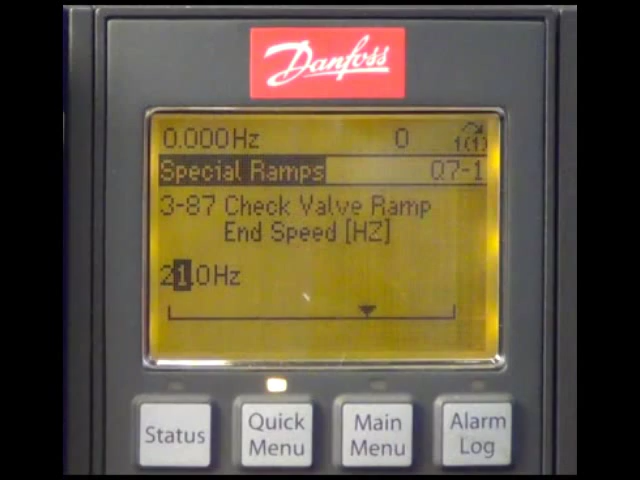 Danfoss
0.000Hz 0 1(1)
Special Ramps Q7-1
3-87 Check Valve Ramp
End Speed [HZ]
21.0Hz
Status
Quick Menu
Main Menu
Alarm Log